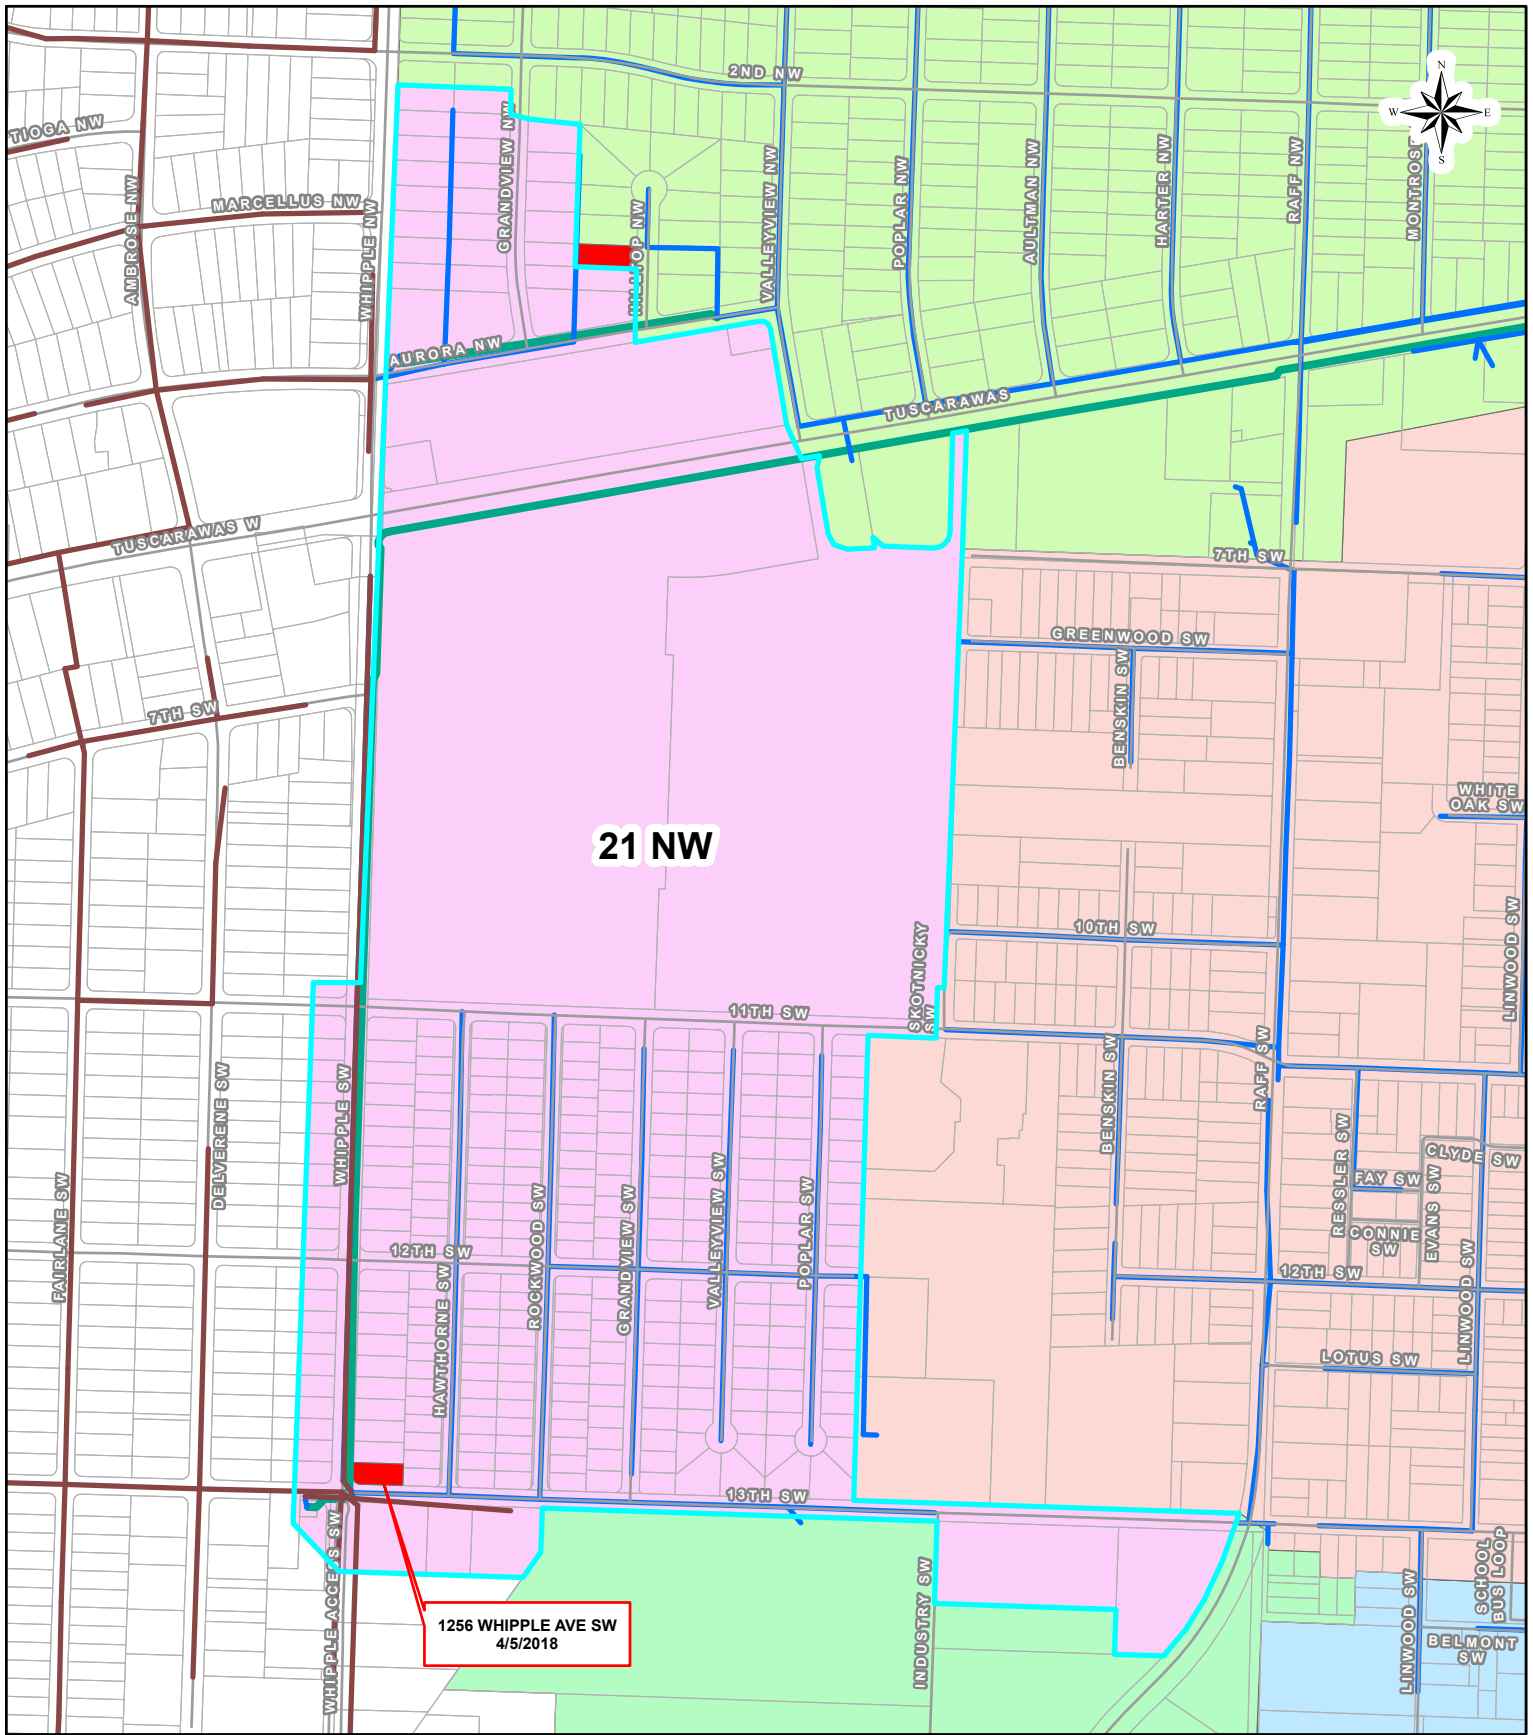 2ND NW
N
W E
S
TIOGA NW
AMBROSE NW
MARCELLUS NW
WHIPPLE NW
GRANDVIEW NW
VALLEYVIEW NW
POPLAR NW
AULTMAN NW
HARTER NW
RAFF NW
MONTROSE
AURORA NW
TUSCARAWAS
TUSCARAWAS W
7TH SW
7TH SW
GREENWOOD SW
BENSKIN SW
WHITE
OAK SW
21 NW
10TH SW
LINWOOD SW
SKOTNICKY
SW
11TH SW
WHIPPLE SW
DELVERENE SW
FAIRLANE SW
BENSKIN SW
RAFF SW
RESSLER SW
CLYDE SW
FAY SW
EVANS SW
CONNIE
SW
12TH SW
12TH SW
HAWTHORNE SW
ROCKWOOD SW
GRANDVIEW SW
VALLEYVIEW SW
POPLAR SW
LINWOOD SW
LOTUS SW
13TH SW
WHIPPLE ACCESS SW
INDUSTRY SW
LINWOOD SW
SCHOOL
BUS LOOP
BELMONT
SW
1256 WHIPPLE AVE SW
4/5/2018